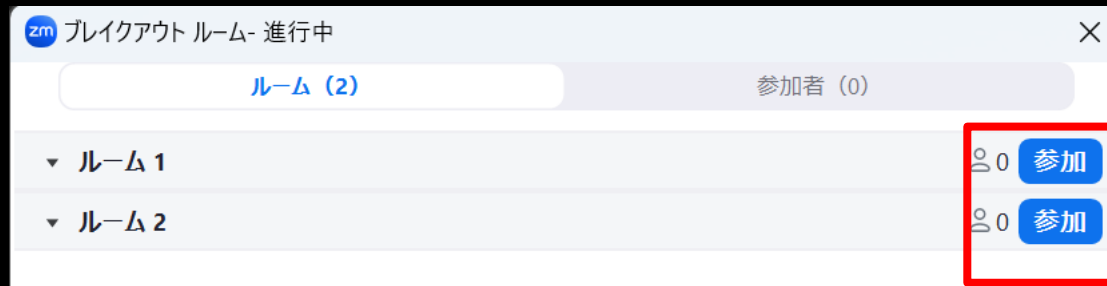 zm ブレイクアウト ルーム- 進行中
ルーム（2） 参加者（0）
ルーム 1 0 参加
ルーム 2 0 参加